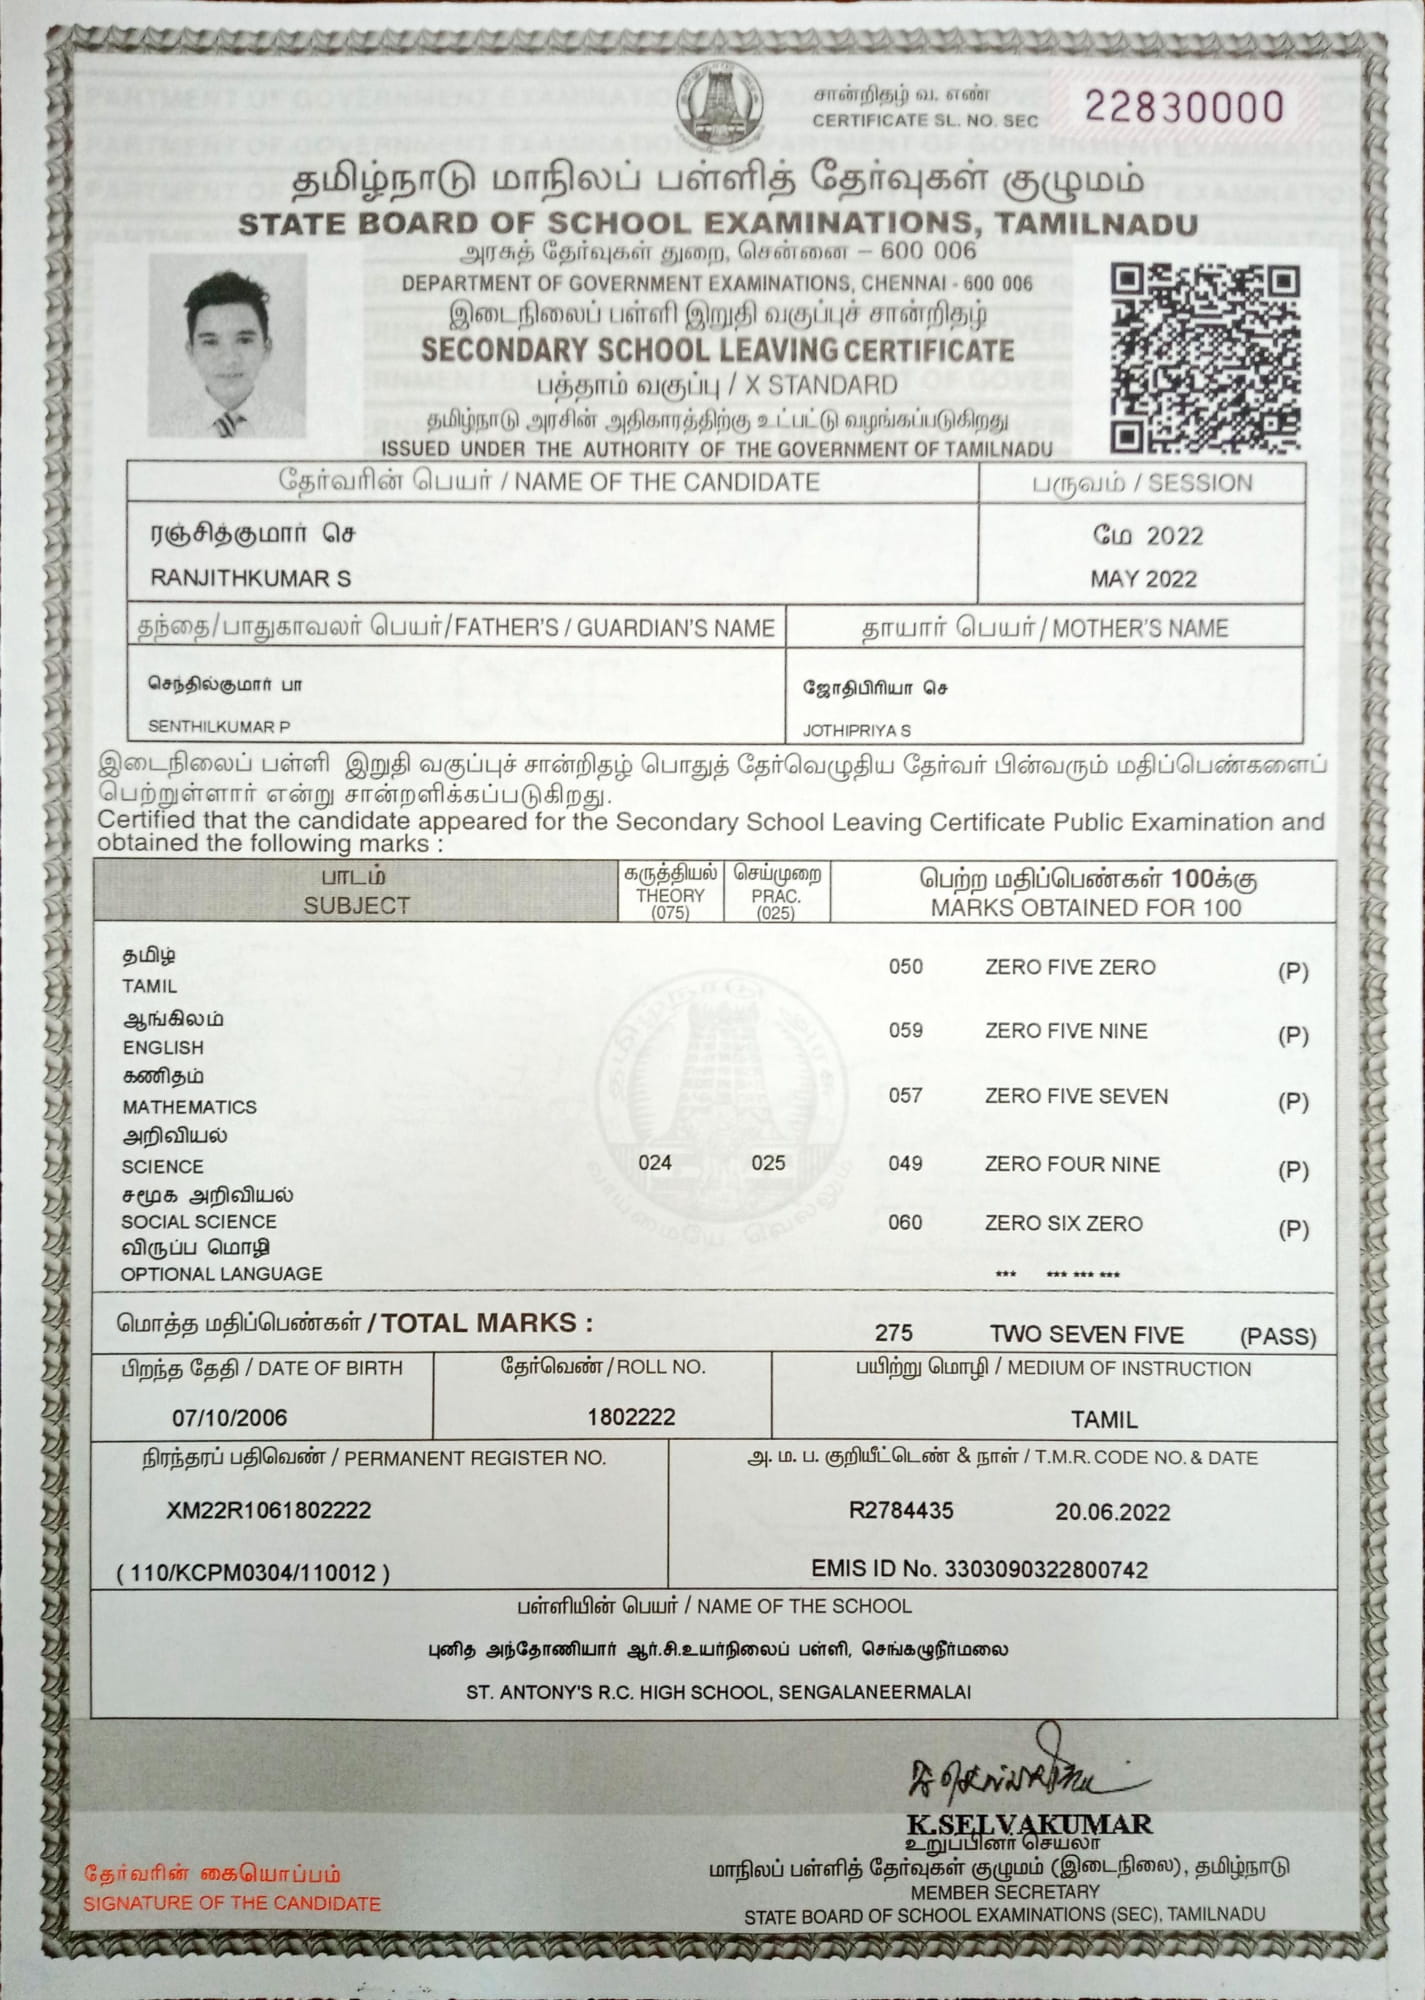 சான்றிதழ் வ. எண்
CERTIFICATE SL. NO. SEC 22830000
தமிழ்நாடு மாநிலப் பள்ளித் தேர்வுகள் குழுமம்
STATE BOARD OF SCHOOL EXAMINATIONS, TAMILNADU
அரசுத் தேர்வுகள் துறை, சென்னை – 600 006
DEPARTMENT OF GOVERNMENT EXAMINATIONS, CHENNAI - 600 006
இடைநிலைப் பள்ளி இறுதி வகுப்புச் சான்றிதழ்
SECONDARY SCHOOL LEAVING CERTIFICATE
பத்தாம் வகுப்பு / X STANDARD
தமிழ்நாடு அரசின் அதிகாரத்திற்கு உட்பட்டு வழங்கப்படுகிறது
ISSUED UNDER THE AUTHORITY OF THE GOVERNMENT OF TAMILNADU
தேர்வரின் பெயர் / NAME OF THE CANDIDATE பருவம் / SESSION
ரஞ்சித்குமார் செ மே 2022
RANJITHKUMAR S MAY 2022
தந்தை/பாதுகாவலர் பெயர்/FATHER'S / GUARDIAN'S NAME தாயார் பெயர் / MOTHER'S NAME
செந்தில்குமார் பா ஜோதிபிரியா செ
SENTHILKUMAR P JOTHIPRIYA S
இடைநிலைப் பள்ளி இறுதி வகுப்புச் சான்றிதழ் பொதுத் தேர்வெழுதிய தேர்வர் பின்வரும் மதிப்பெண்களைப்
பெற்றுள்ளார் என்று சான்றளிக்கப்படுகிறது.
Certified that the candidate appeared for the Secondary School Leaving Certificate Public Examination and
obtained the following marks :
பாடம் கருத்தியல் செய்முறை பெற்ற மதிப்பெண்கள் 100க்கு
SUBJECT THEORY PRAC. MARKS OBTAINED FOR 100
(075) (025)
தமிழ்
TAMIL 050 ZERO FIVE ZERO (P)
ஆங்கிலம்
ENGLISH 059 ZERO FIVE NINE (P)
கணிதம்
MATHEMATICS 057 ZERO FIVE SEVEN (P)
அறிவியல்
SCIENCE 024 025 049 ZERO FOUR NINE (P)
சமூக அறிவியல்
SOCIAL SCIENCE 060 ZERO SIX ZERO (P)
விருப்ப மொழி
OPTIONAL LANGUAGE *** *** *** ***
மொத்த மதிப்பெண்கள் / TOTAL MARKS : 275 TWO SEVEN FIVE (PASS)
பிறந்த தேதி / DATE OF BIRTH தேர்வெண் / ROLL NO. பயிற்று மொழி / MEDIUM OF INSTRUCTION
07/10/2006 1802222 TAMIL
நிரந்தரப் பதிவெண் / PERMANENT REGISTER NO. அ. ம. ப. குறியீட்டெண் & நாள் / T.M.R. CODE NO. & DATE
XM22R1061802222 R2784435 20.06.2022
( 110/KCPM0304/110012 ) EMIS ID No. 3303090322800742
பள்ளியின் பெயர் / NAME OF THE SCHOOL
புனித அந்தோணியார் ஆர்.சி.உயர்நிலைப் பள்ளி, செங்கழுநீர்மலை
ST. ANTONY'S R.C. HIGH SCHOOL, SENGALANEERMALAI
K.SELVAKUMAR
உறுப்பினர் செயலர்
தேர்வரின் கையொப்பம் மாநிலப் பள்ளித் தேர்வுகள் குழுமம் (இடைநிலை), தமிழ்நாடு
SIGNATURE OF THE CANDIDATE MEMBER SECRETARY
STATE BOARD OF SCHOOL EXAMINATIONS (SEC), TAMILNADU